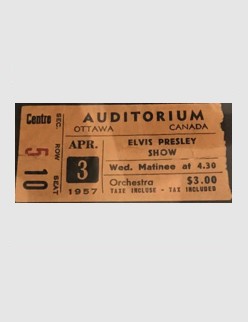 Centre
SEC. ROW SEAT
5 10
AUDITORIUM
OTTAWA CANADA
APR. 3 1957
ELVIS PRESLEY
SHOW
Wed. Matinee at 4.30
Orchestra $3.00
TAXE INCLUSE - TAX INCLUDED